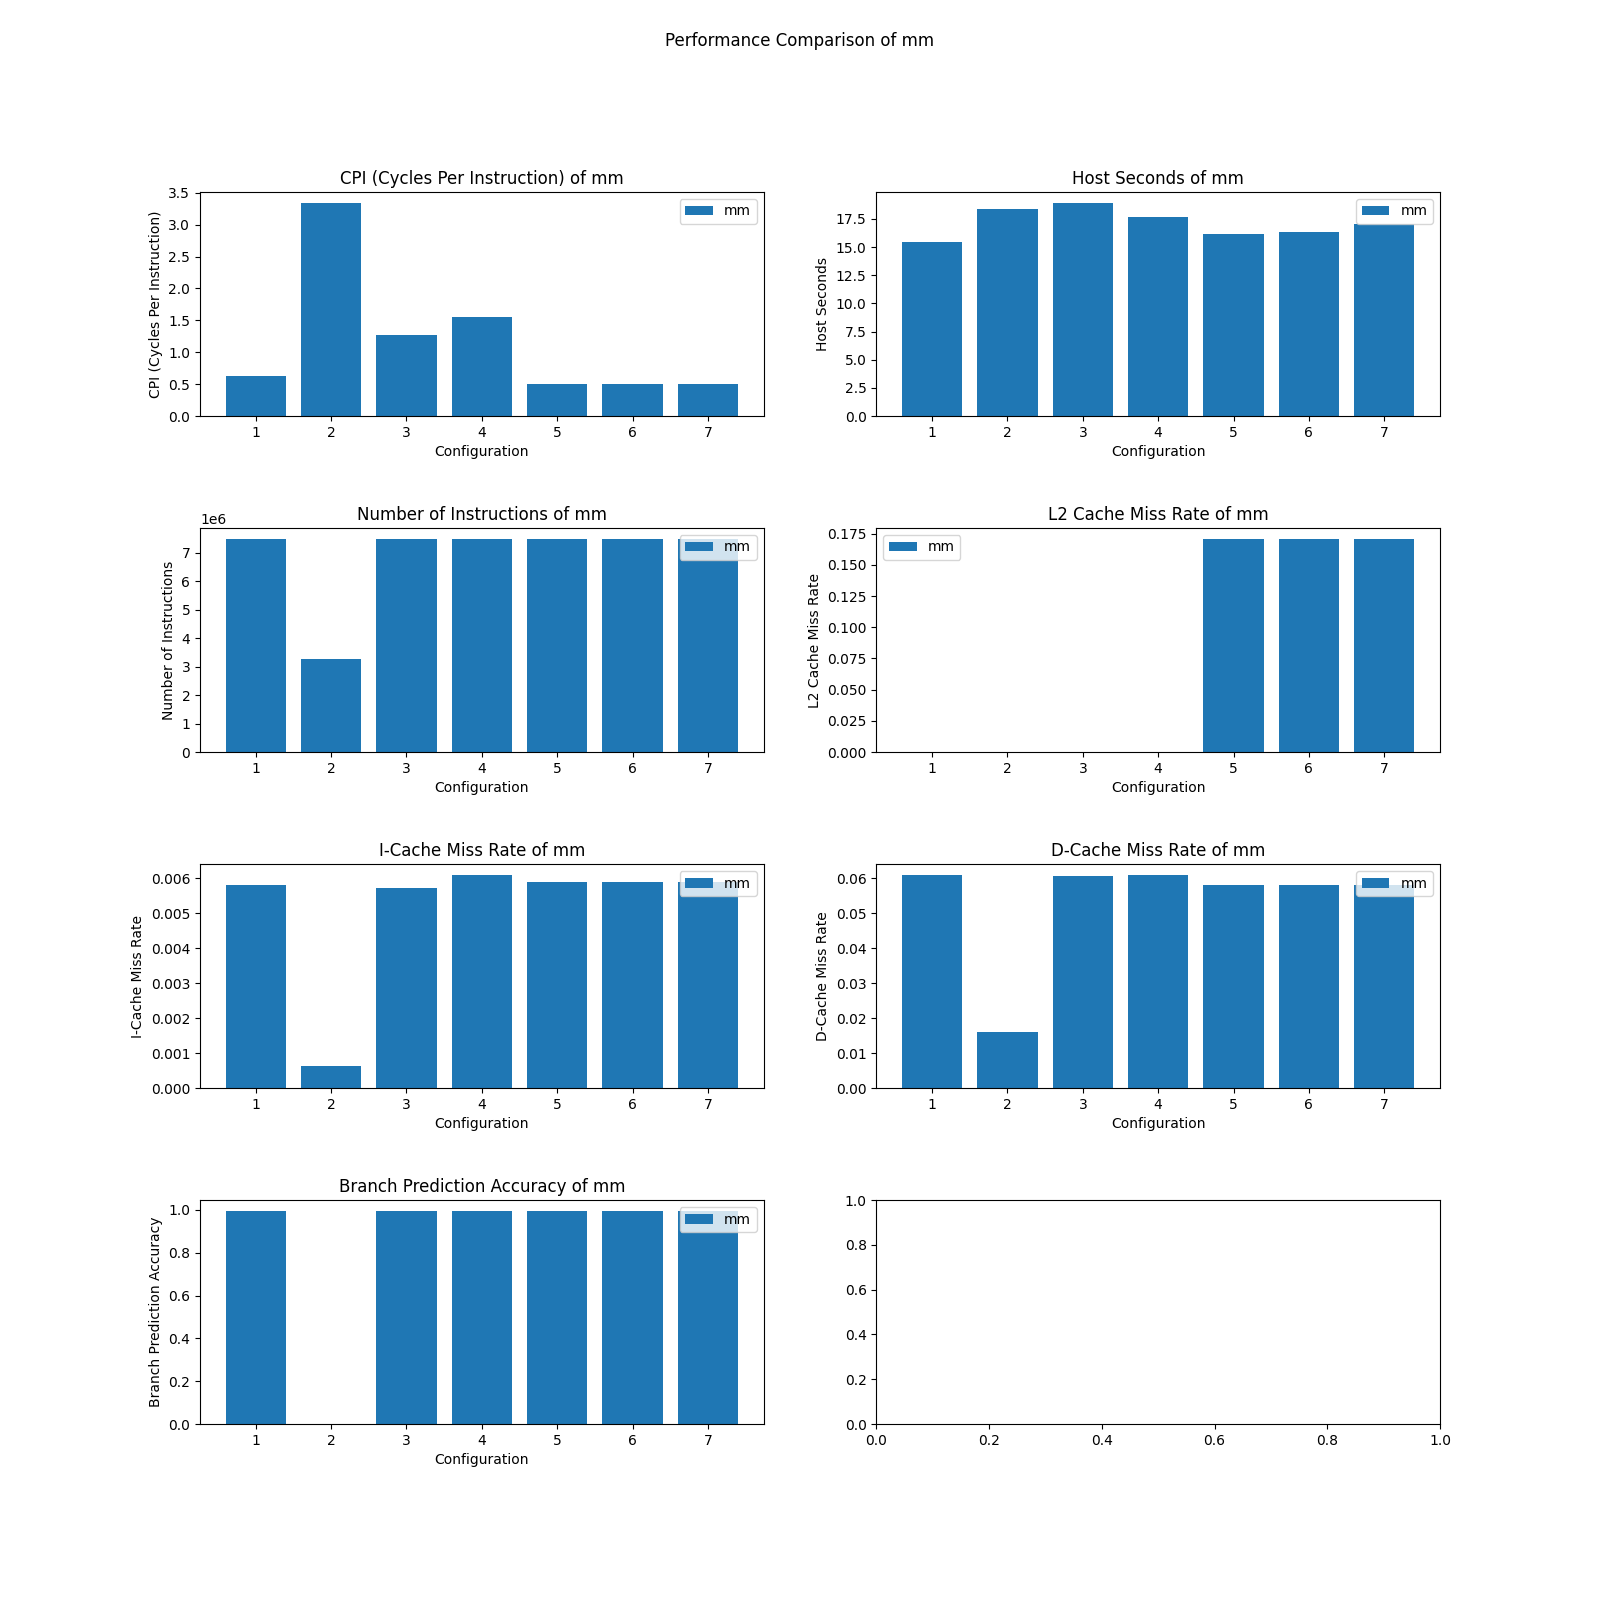 Performance Comparison of mm
CPI (Cycles Per Instruction) of mm
CPI (Cycles Per Instruction)
3.5
3.0
2.5
2.0
1.5
1.0
0.5
0.0
mm
1 2 3 4 5 6 7
Configuration
Host Seconds of mm
Host Seconds
17.5
15.0
12.5
10.0
7.5
5.0
2.5
0.0
mm
1 2 3 4 5 6 7
Configuration
Number of Instructions of mm
1e6
Number of Instructions
7
6
5
4
3
2
1
0
mm
1 2 3 4 5 6 7
Configuration
L2 Cache Miss Rate of mm
L2 Cache Miss Rate
0.175
0.150
0.125
0.100
0.075
0.050
0.025
0.000
mm
1 2 3 4 5 6 7
Configuration
I-Cache Miss Rate of mm
I-Cache Miss Rate
0.006
0.005
0.004
0.003
0.002
0.001
0.000
mm
1 2 3 4 5 6 7
Configuration
D-Cache Miss Rate of mm
D-Cache Miss Rate
0.06
0.05
0.04
0.03
0.02
0.01
0.00
mm
1 2 3 4 5 6 7
Configuration
Branch Prediction Accuracy of mm
Branch Prediction Accuracy
1.0
0.8
0.6
0.4
0.2
0.0
mm
1 2 3 4 5 6 7
Configuration
1.0
0.8
0.6
0.4
0.2
0.0
0.0 0.2 0.4 0.6 0.8 1.0